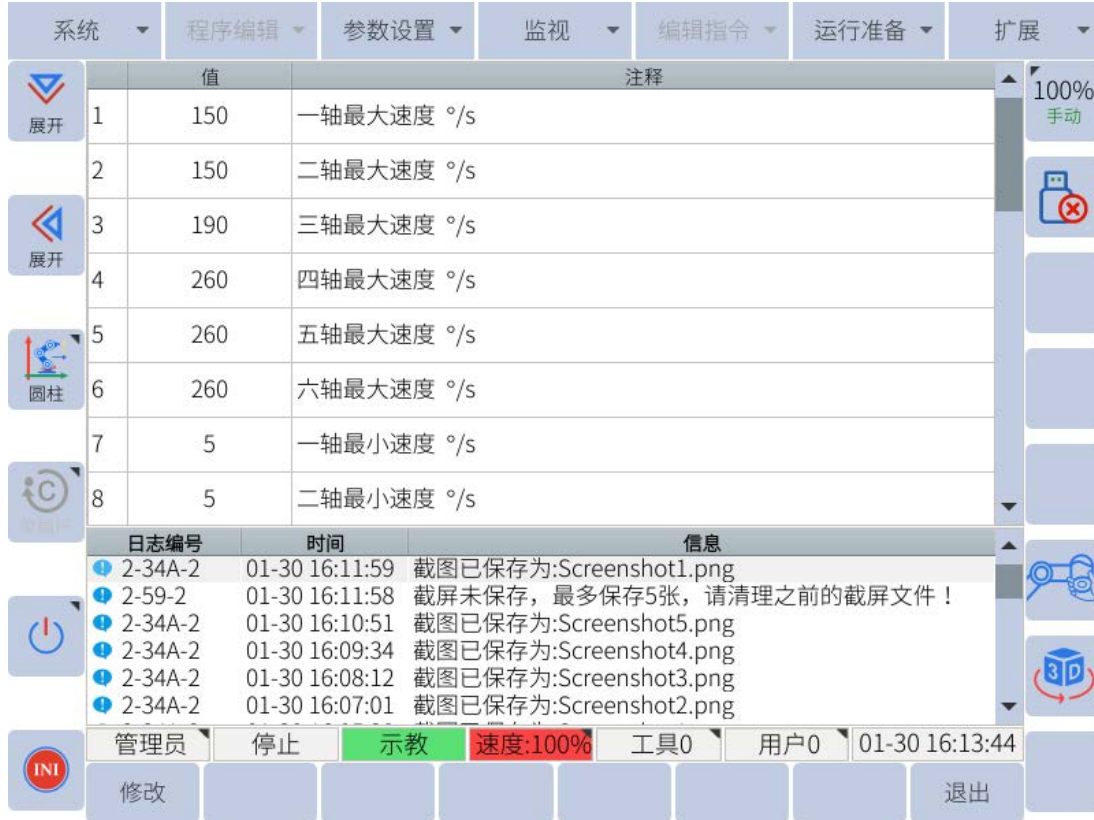 系统 程序编辑 参数设置 监视 编辑指令 运行准备 扩展
值 注释
展开
1 150 一轴最大速度 °/s
2 150 二轴最大速度 °/s
展开
3 190 三轴最大速度 °/s
4 260 四轴最大速度 °/s
5 260 五轴最大速度 °/s
圆柱
6 260 六轴最大速度 °/s
7 5 一轴最小速度 °/s
8 5 二轴最小速度 °/s
100%
手动
C
日志编号 时间 信息
2-34A-2 01-30 16:11:59 截图已保存为:Screenshot1.png
2-59-2 01-30 16:11:58 截屏未保存，最多保存5张，请清理之前的截屏文件！
2-34A-2 01-30 16:10:51 截图已保存为:Screenshot5.png
2-34A-2 01-30 16:09:34 截图已保存为:Screenshot4.png
2-34A-2 01-30 16:08:12 截图已保存为:Screenshot3.png
2-34A-2 01-30 16:07:01 截图已保存为:Screenshot2.png
3D
管理员 停止 示教 速度:100% 工具0 用户0 01-30 16:13:44
INI
修改 退出